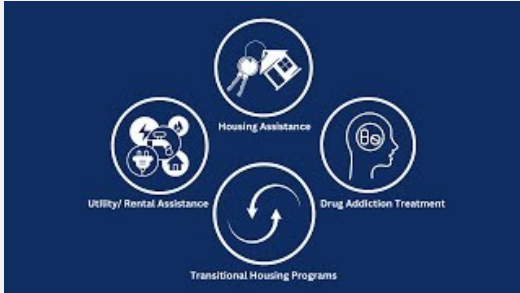 Housing Assistance
Utility/ Rental Assistance
Drug Addiction Treatment
Transitional Housing Programs